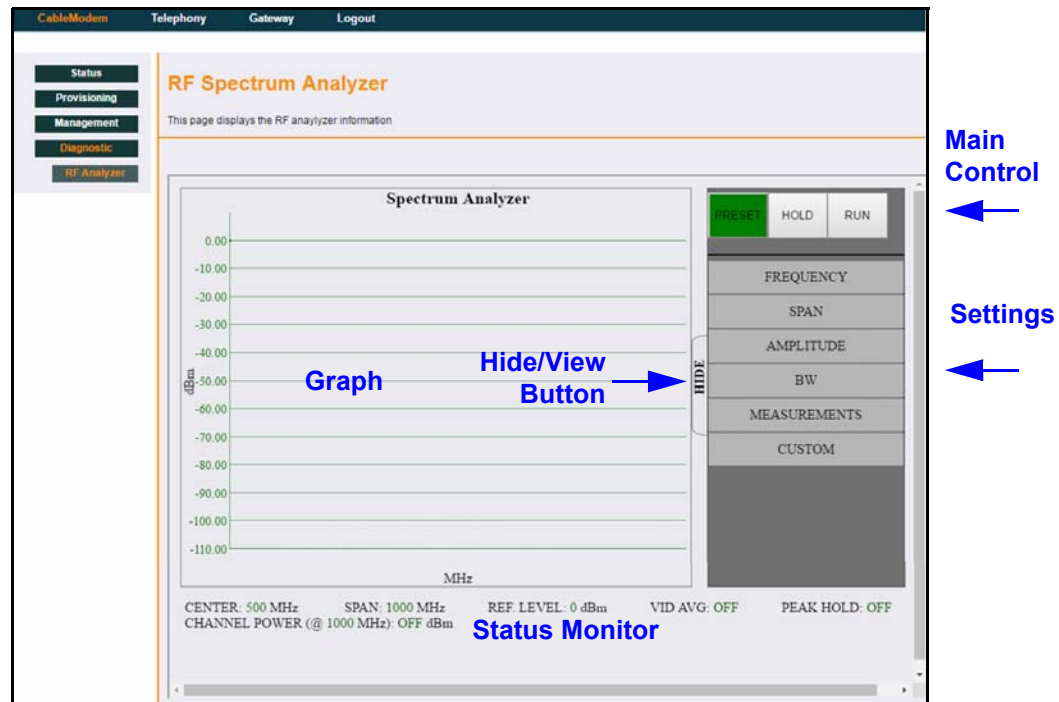 CableModem Telephony Gateway Logout
Status
Provisioning
Management
Diagnostic
RF Analyzer
RF Spectrum Analyzer
This page displays the RF anaylyzer information
Spectrum Analyzer
0.00
-10.00
-20.00
-30.00
-40.00
-50.00
-60.00
-70.00
-80.00
-90.00
-100.00
-110.00
dBm
MHz
Graph
Hide/View
Button
HIDE
PRESET HOLD RUN
FREQUENCY
SPAN
AMPLITUDE
BW
MEASUREMENTS
CUSTOM
Main
Control
Settings
CENTER: 500 MHz SPAN: 1000 MHz REF. LEVEL: 0 dBm VID AVG: OFF PEAK HOLD: OFF
CHANNEL POWER (@ 1000 MHz): OFF dBm
Status Monitor